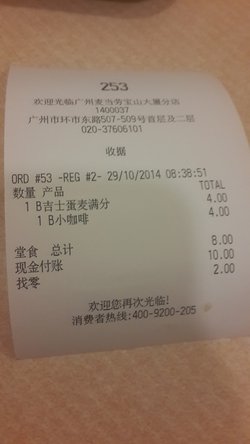 253
欢迎光临广州麦当劳宝山大厦分店
1400037
广州市环市东路507-509号首层及二层
020-37606101
收据
ORD #53 -REG #2- 29/10/2014 08:38:51
数量 产品 TOTAL
1 B吉士蛋麦满分 4.00
1 B小咖啡 4.00
堂食 总计 8.00
现金付账 10.00
找零 2.00
欢迎您再次光临!
消费者热线:400-9200-205